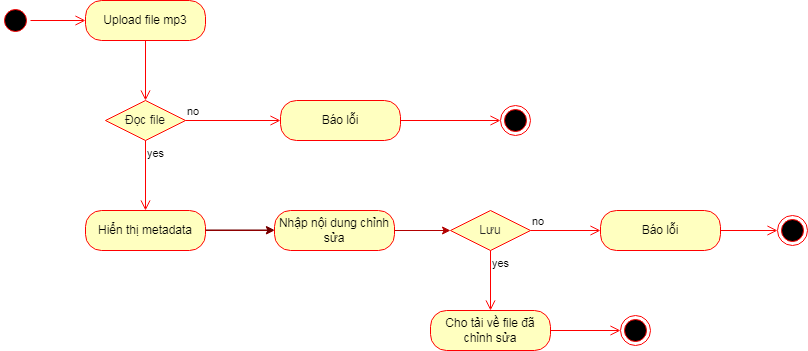 Upload file mp3
Đọc file
no
Báo lỗi
yes
Hiển thị metadata
Nhập nội dung chỉnh
sửa
Lưu
no
Báo lỗi
yes
Cho tải về file đã
chỉnh sửa